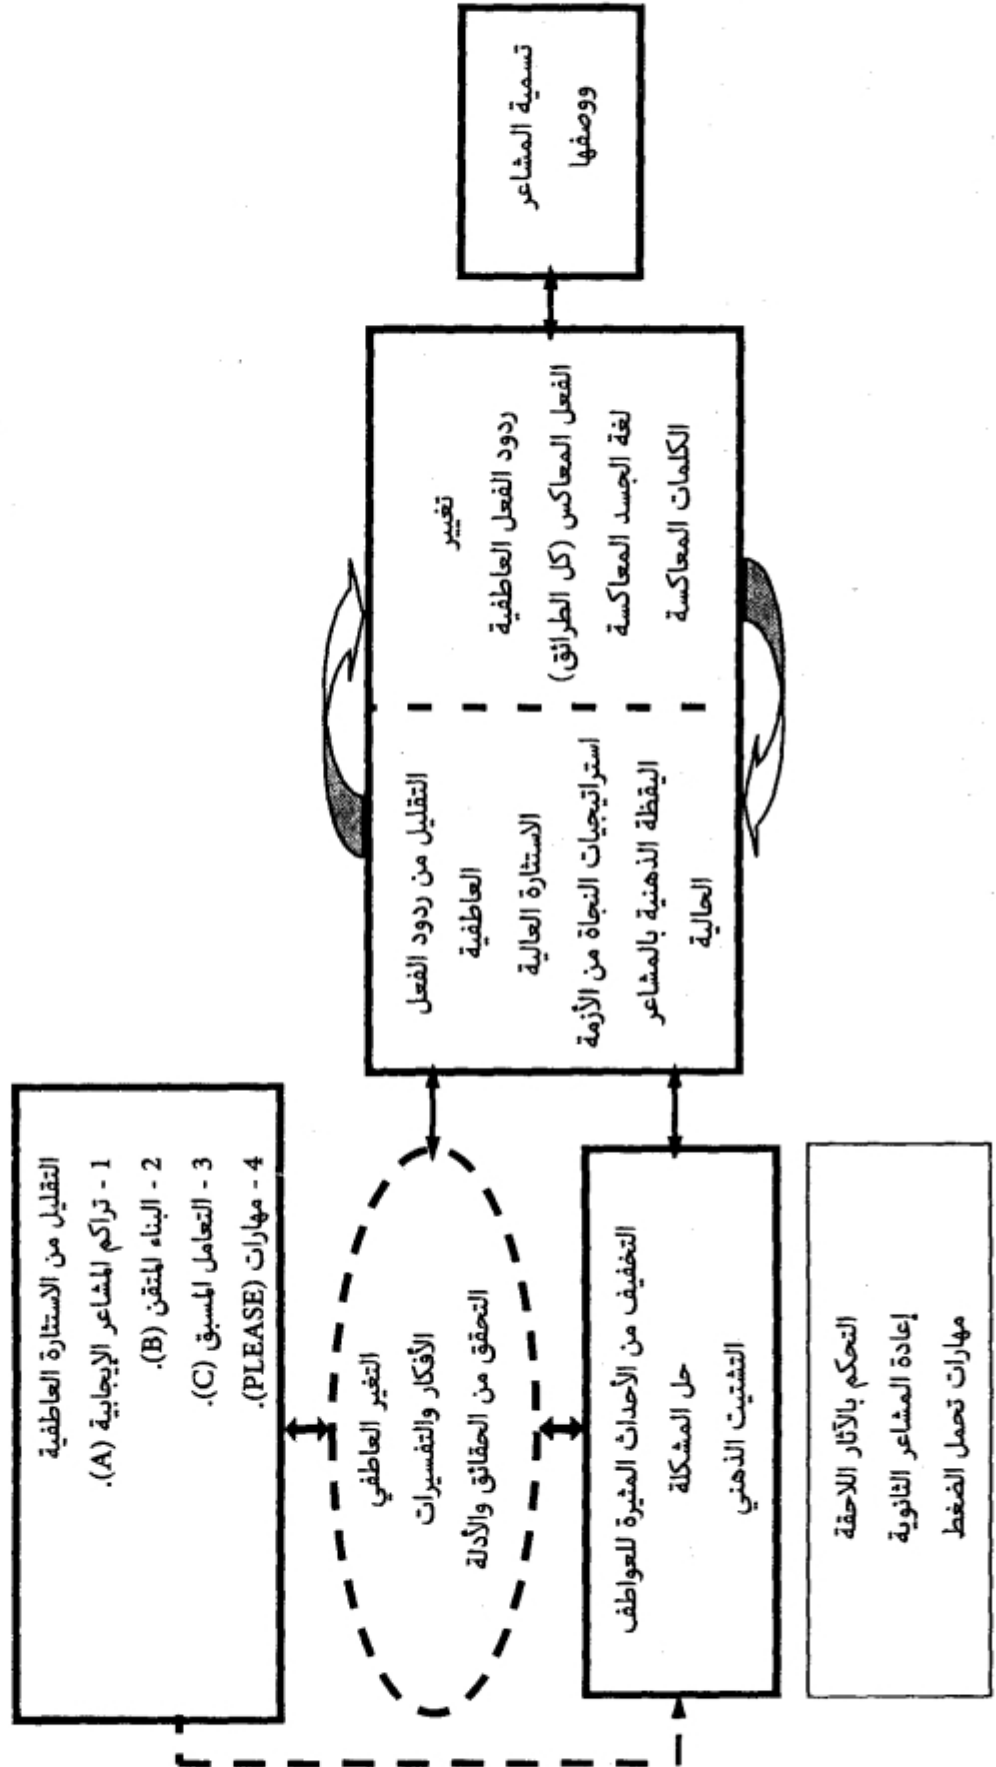 التقليل من الاستثارة العاطفية
1 - تراكم المشاعر الإيجابية (A).
2 - البناء المتقن (B).
3 - التعامل المسبق (C).
4 - مهارات (PLEASE).
التغير العاطفي
الأفكار والتفسيرات
التحقق من الحقائق والأدلة
التخفيف من الأحداث المثيرة للعواطف
حل المشكلة
التشتيت الذهني
التحكم بالآثار اللاحقة
إعادة المشاعر الثانوية
مهارات تحمل الضغط
التقليل من ردود الفعل
العاطفية
الاستثارة العالية
استراتيجيات النجاة من الأزمة
اليقظة الذهنية بالمشاعر
الحالية
تغيير
ردود الفعل العاطفية
الفعل المعاكس (كل الطرائق)
لغة الجسد المعاكسة
الكلمات المعاكسة
تسمية المشاعر
ووصفها